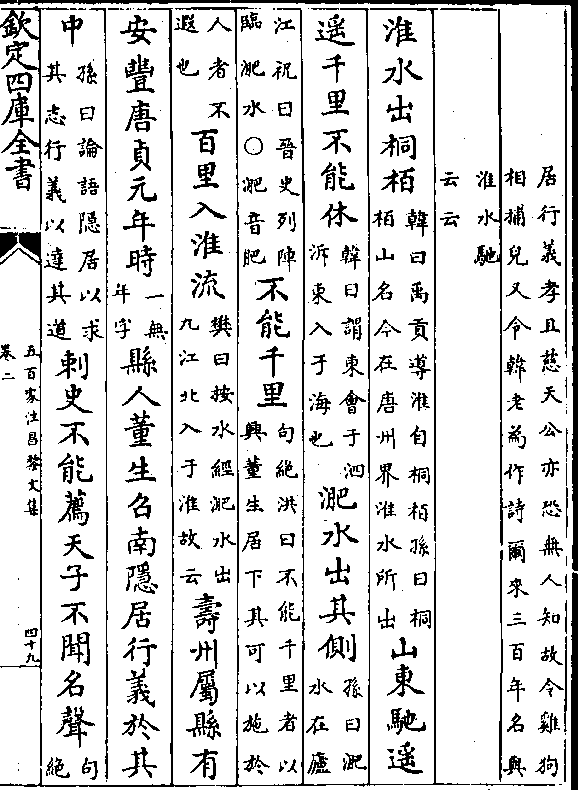 居行義孝且慈天公亦恐無人知故令雞狗
相捕兒又令韓老爲作詩爾來三百年名與
淮水馳
云云
淮水出桐栢韓曰禹貢導淮自桐栢孫曰桐
栢山名今在唐州界淮水所出山東馳遥
遥千里不能休韓曰謂東會于泗
泝東入于海也淝水出其側孫曰淝
水在廬
江祝曰晉史列陣
臨淝水○淝音肥不能千里句絶洪曰不能千里者以
興董生居下其可以施於
人者不
遐也百里入淮流樊曰按水經淝水出
九江北入于淮故云壽州屬縣有
安豐唐貞元年時一無
年字縣人董生召南隱居行義於其
中孫曰論語隱居以求
其志行義以達其道刺史不能薦天子不聞名聲句
絶
欽定四庫全書
五百家注昌黎文集
卷二
四十九